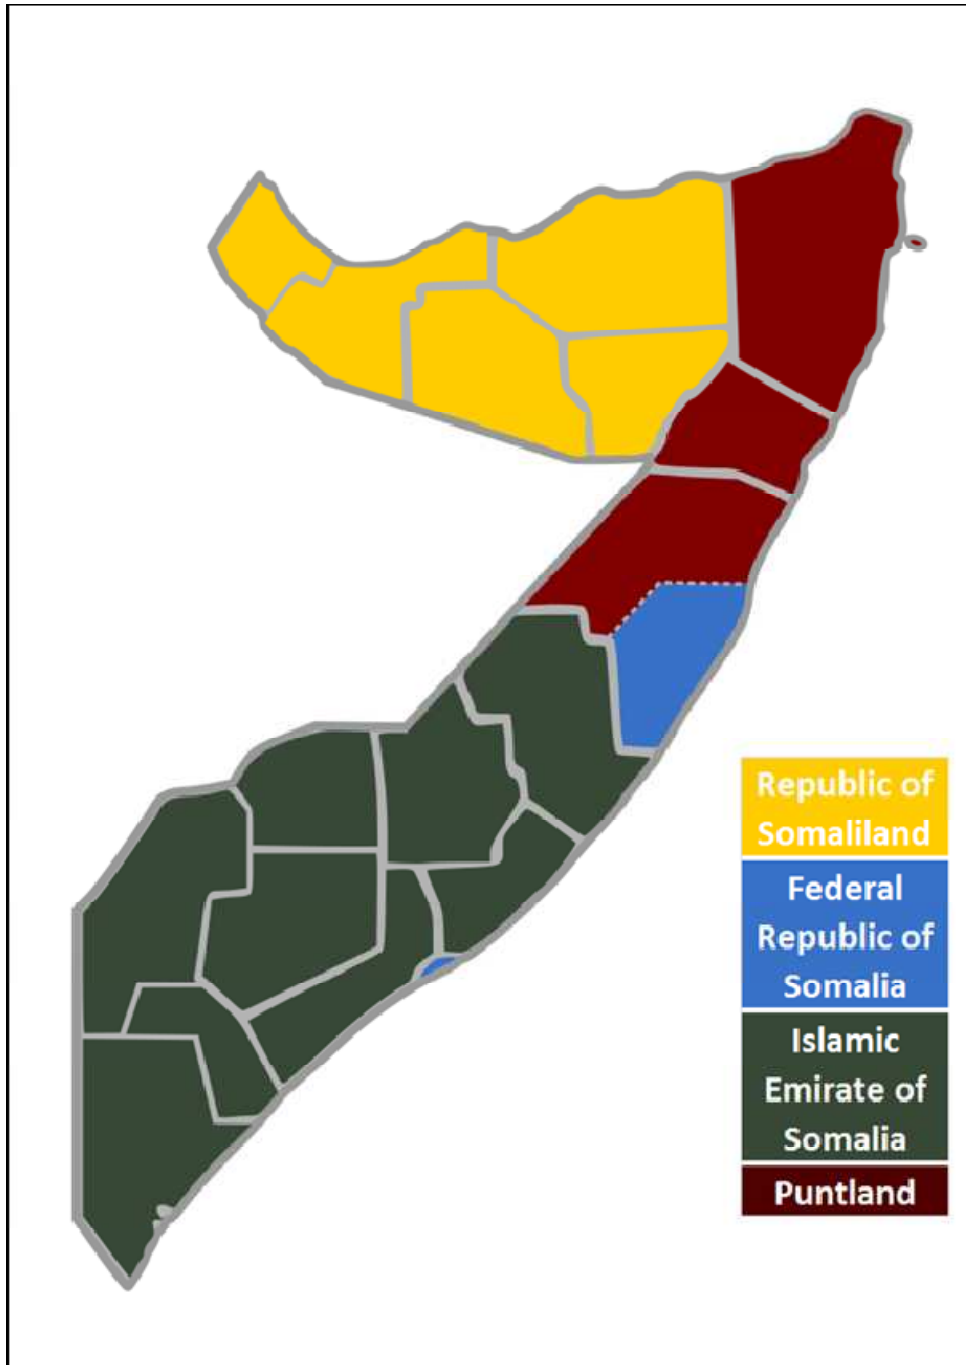 Republic of
Somaliland
Federal
Republic of
Somalia
Islamic
Emirate of
Somalia
Puntland